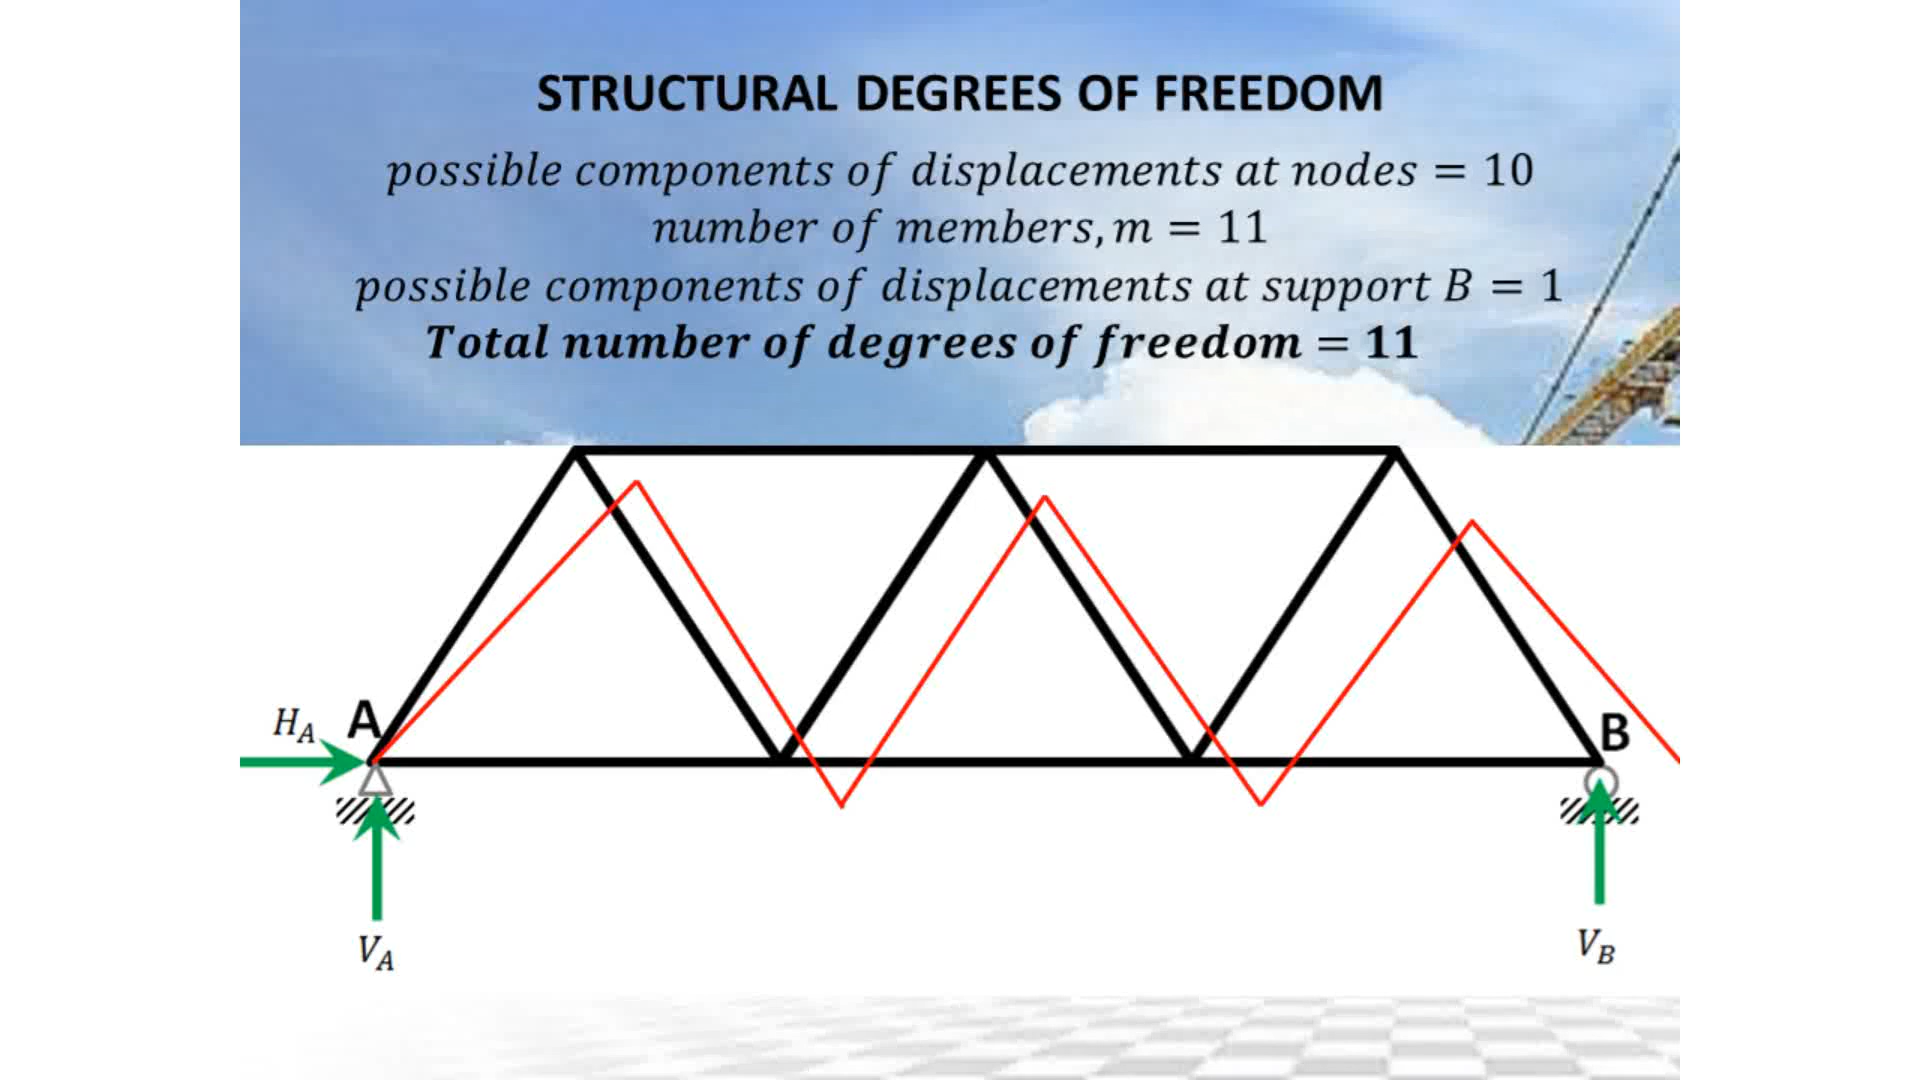 STRUCTURAL DEGREES OF FREEDOM
possible components of displacements at nodes = 10
number of members, m = 11
possible components of displacements at support B = 1
Total number of degrees of freedom = 11
H_A A
B
V_A
V_B